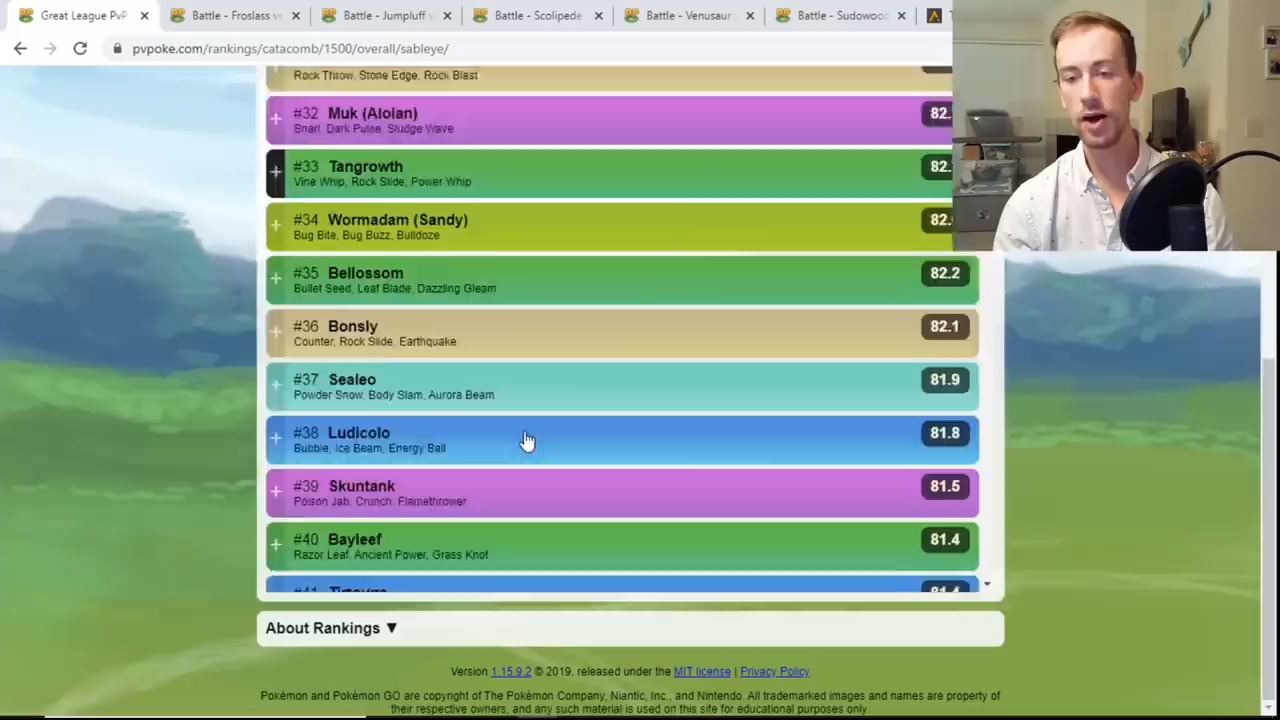 Great League PvP
Battle - Froslass vs
Battle - Jumpluff v
Battle - Scolipede
Battle - Venusaur
Battle - Sudowood
pvpoke.com/rankings/catacomb/1500/overall/sableye/
Rock Throw, Stone Edge, Rock Blast
#32 Muk (Alolan)
82.
Snarl, Dark Pulse, Sludge Wave
#33 Tangrowth
82.
Vine Whip, Rock Slide, Power Whip
#34 Wormadam (Sandy)
82.
Bug Bite, Bug Buzz, Bulldoze
#35 Bellossom
82.2
Bullet Seed, Leaf Blade, Dazzling Gleam
#36 Bonsly
82.1
Counter, Rock Slide, Earthquake
#37 Sealeo
81.9
Powder Snow, Body Slam, Aurora Beam
#38 Ludicolo
81.8
Bubble, Ice Beam, Energy Ball
#39 Skuntank
81.5
Poison Jab, Crunch, Flamethrower
#40 Bayleef
81.4
Razor Leaf, Ancient Power, Grass Knot
About Rankings ▼
Version 1.15.9.2 © 2019, released under the MIT license | Privacy Policy
Pokémon and Pokémon GO are copyright of The Pokémon Company, Niantic, Inc., and Nintendo. All trademarked images and names are property of
their respective owners, and any such material is used on this site for educational purposes only.